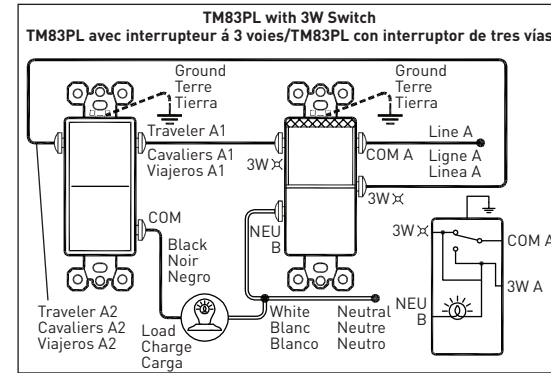 TM83PL with 3W Switch
TM83PL avec interrupteur á 3 voies/TM83PL con interruptor de tres vías
Ground
Terre
Tierra
Ground
Terre
Tierra
Traveler A1
Cavaliers A1
Viajeros A1
3W
COM A
Line A
Ligne A
Linea A
3W
COM
NEU
B
Black
Noir
Negro
Traveler A2
Cavaliers A2
Viajeros A2
Load
Charge
Carga
White
Blanc
Blanco
Neutral
Neutre
Neutro
3W
COM A
3W A
NEU
B